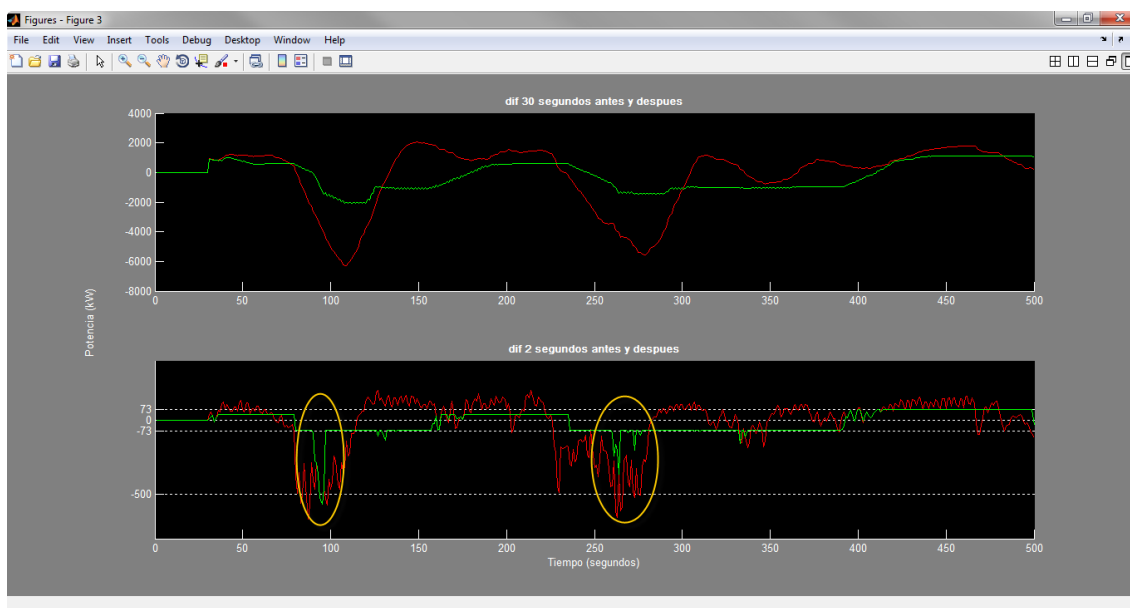 Figures - Figure 3
File Edit View Insert Tools Debug Desktop Window Help
dif 30 segundos antes y despues
4000
2000
0
-2000
-4000
-6000
-8000
0 50 100 150 200 250 300 350 400 450 500
Potencia (kW)
dif 2 segundos antes y despues
73
0
-73
-500
0 50 100 150 200 250 300 350 400 450 500
Tiempo (segundos)